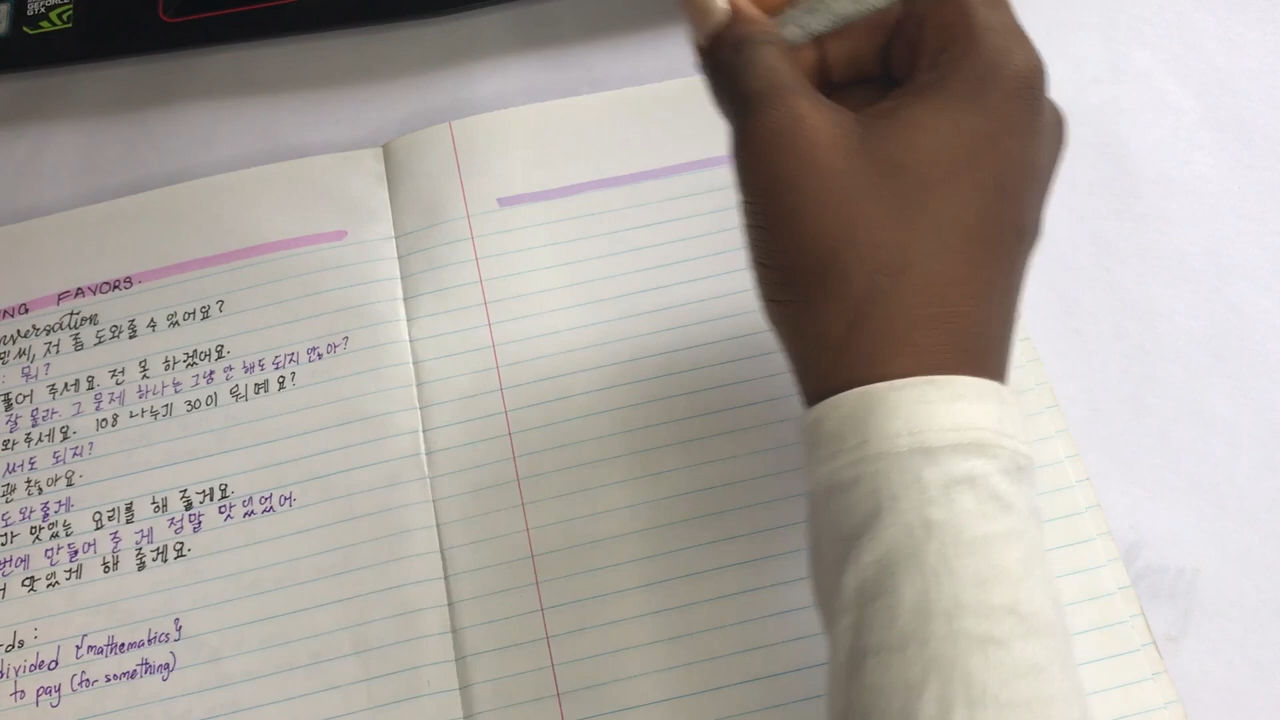 GEFORCE
GTX
NG FAVORS.
nversation
민씨, 저 좀 도와줄 수 있어요?
: 뭐?
풀어 주세요. 전 못 하겠어요.
잘 몰라. 그 문제 하나는 그냥 안 해도 되지 않아?
와주세요. 108 나누기 30이 뭐예요?
써도 되지?
괜찮아요.
도와줄게.
가 맛있는 요리를 해 줄게요.
번에 만들어 준 게 정말 맛있었어.
맛있게 해 줄게요.
rds:
divided {mathematics}
to pay (for something)